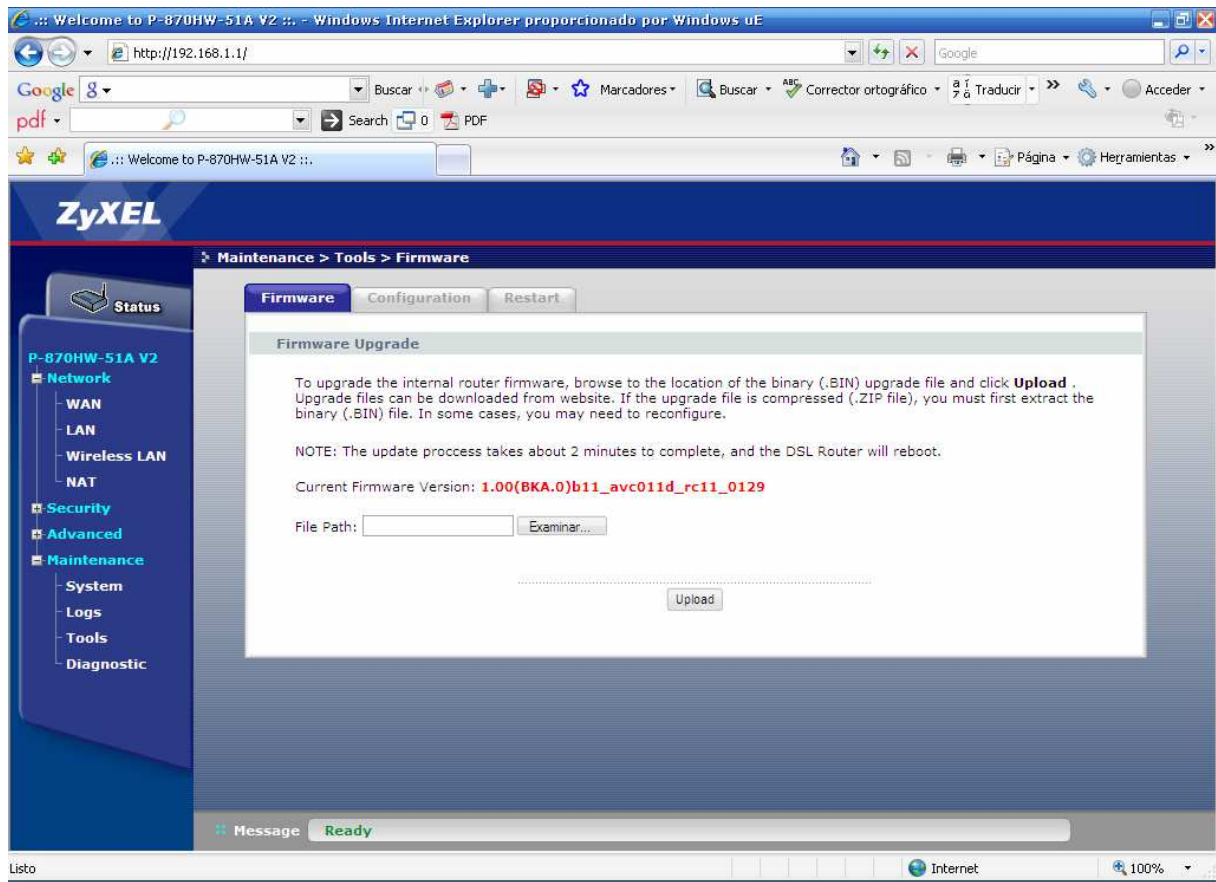 .:: Welcome to P-870HW-51A V2 ::. - Windows Internet Explorer proporcionado por Windows uE
http://192.168.1.1/
Google
Google
Buscar
Marcadores
Buscar
ABC
Corrector ortográfico
Traducir
»
Acceder
pdf
Search
0
PDF
.:: Welcome to P-870HW-51A V2 ::.
Página
Herramientas
»
ZyXEL
Maintenance > Tools > Firmware
Status
Firmware
Configuration
Restart
P-870HW-51A V2
Network
WAN
LAN
Wireless LAN
NAT
Security
Advanced
Maintenance
System
Logs
Tools
Diagnostic
Firmware Upgrade
To upgrade the internal router firmware, browse to the location of the binary (.BIN) upgrade file and click Upload .
Upgrade files can be downloaded from website. If the upgrade file is compressed (.ZIP file), you must first extract the
binary (.BIN) file. In some cases, you may need to reconfigure.
NOTE: The update proccess takes about 2 minutes to complete, and the DSL Router will reboot.
Current Firmware Version: 1.00(BKA.0)b11_avc011d_rc11_0129
File Path:
Examinar...
Upload
Message
Ready
Listo
Internet
100%